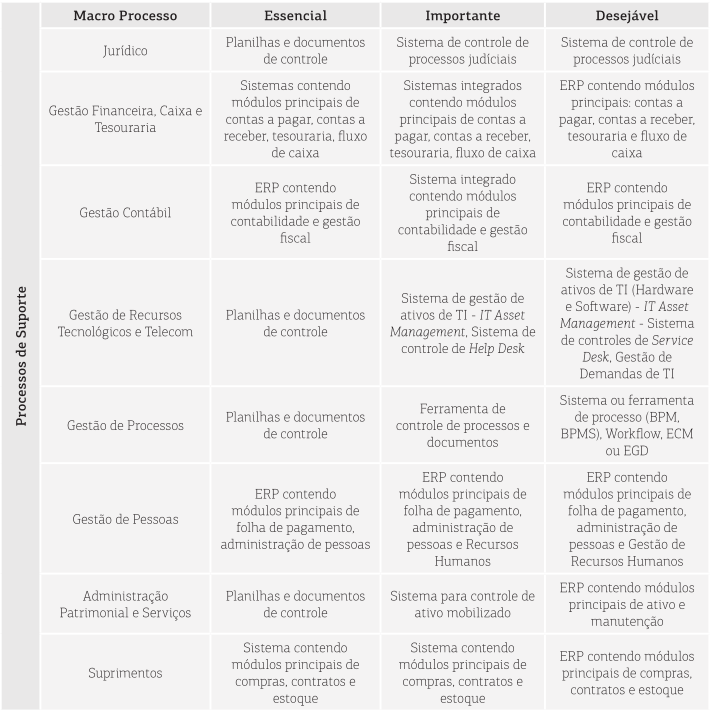 Macro Processo
Essencial
Importante
Desejável
Processos de Suporte
Jurídico
Planilhas e documentos
de controle
Sistema de controle de
processos judíciais
Sistema de controle de
processos judíciais
Gestão Financeira, Caixa e
Tesouraria
Sistemas contendo
módulos principais de
contas a pagar, contas a
receber, tesouraria, fluxo
de caixa
Sistemas integrados
contendo módulos
principais de contas a
pagar, contas a receber,
tesouraria, fluxo de caixa
ERP contendo módulos
principais: contas a
pagar, contas a receber,
tesouraria e fluxo de
caixa
Gestão Contábil
ERP contendo
módulos principais de
contabilidade e gestão
fiscal
Sistema integrado
contendo módulos
principais de
contabilidade e gestão
fiscal
ERP contendo
módulos principais de
contabilidade e gestão
fiscal
Gestão de Recursos
Tecnológicos e Telecom
Planilhas e documentos
de controle
Sistema de gestão de
ativos de TI - IT Asset
Management, Sistema de
controle de Help Desk
Sistema de gestão de
ativos de TI (Hardware
e Software) - IT Asset
Management - Sistema
de controles de Service
Desk, Gestão de
Demandas de TI
Gestão de Processos
Planilhas e documentos
de controle
Ferramenta de
controle de processos e
documentos
Sistema ou ferramenta
de processo (BPM,
BPMS), Workflow, ECM
ou EGD
Gestão de Pessoas
ERP contendo
módulos principais de
folha de pagamento,
administração de pessoas
ERP contendo
módulos principais de
folha de pagamento,
administração de
pessoas e Recursos
Humanos
ERP contendo
módulos principais de
folha de pagamento,
administração de
pessoas e Gestão de
Recursos Humanos
Administração
Patrimonial e Serviços
Planilhas e documentos
de controle
Sistema para controle de
ativo mobilizado
ERP contendo módulos
principais de ativo e
manutenção
Suprimentos
Sistema contendo
módulos principais de
compras, contratos e
estoque
Sistema contendo
módulos principais de
compras, contratos e
estoque
ERP contendo módulos
principais de compras,
contratos e estoque